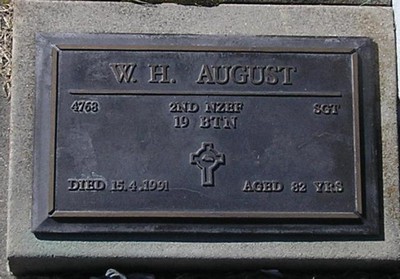 W. H. AUGUST
4768 2ND NZEF SGT
19 BTN
DIED 15.4.1991 AGED 82 YRS